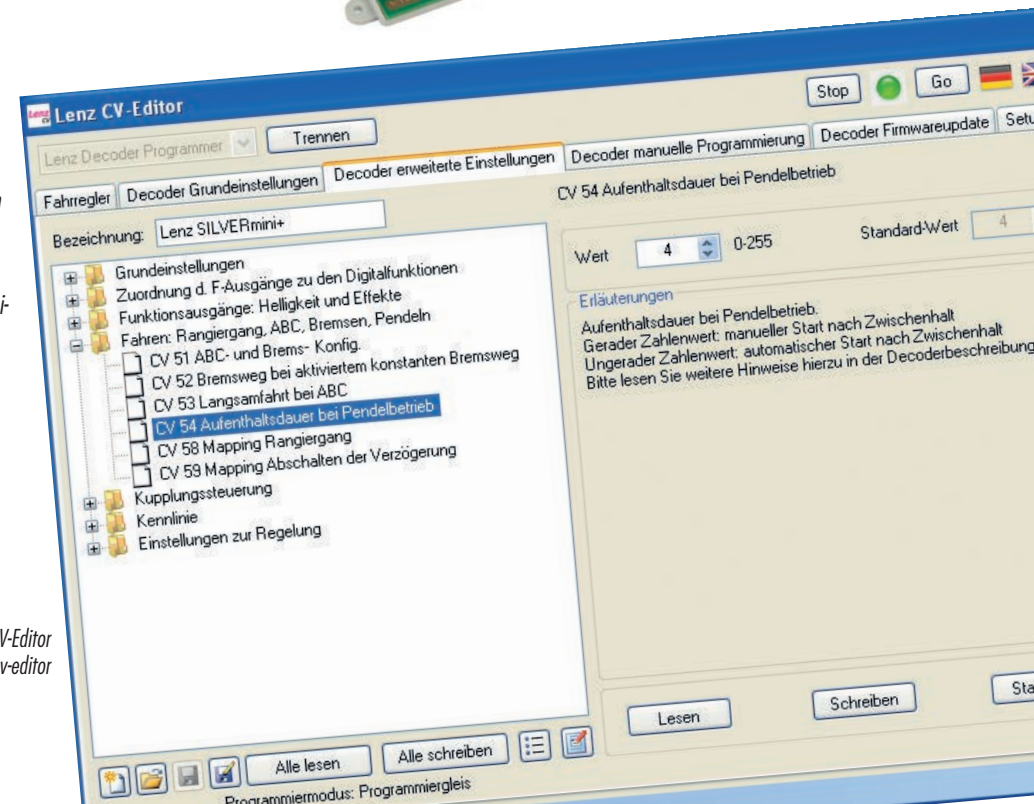 Lenz CV-Editor
Stop Go
Lenz Decoder Programmer Trennen
Fahrregler Decoder Grundeinstellungen Decoder erweiterte Einstellungen Decoder manuelle Programmierung Decoder Firmwareupdate
Bezeichnung: Lenz SILVERmini+
Grundeinstellungen
Zuordnung d. F-Ausgänge zu den Digitalfunktionen
Funktionsausgänge: Helligkeit und Effekte
Fahren: Rangiergang, ABC, Bremsen, Pendeln
CV 51 ABC- und Brems- Konfig.
CV 52 Bremsweg bei aktiviertem konstanten Bremsweg
CV 53 Langsamfahrt bei ABC
CV 54 Aufenthaltsdauer bei Pendelbetrieb
CV 58 Mapping Rangiergang
CV 59 Mapping Abschalten der Verzögerung
Kupplungssteuerung
Kennlinie
Einstellungen zur Regelung
CV 54 Aufenthaltsdauer bei Pendelbetrieb
Wert 4 0-255 Standard-Wert 4
Erläuterungen
Aufenthaltsdauer bei Pendelbetrieb.
Gerader Zahlenwert: manueller Start nach Zwischenhalt
Ungerader Zahlenwert: automatischer Start nach Zwischenhalt
Bitte lesen Sie weitere Hinweise hierzu in der Decoderbeschreibung
Lesen Schreiben
Alle lesen Alle schreiben
Programmiermodus: Programmiergleis
V-Editor
v-editor